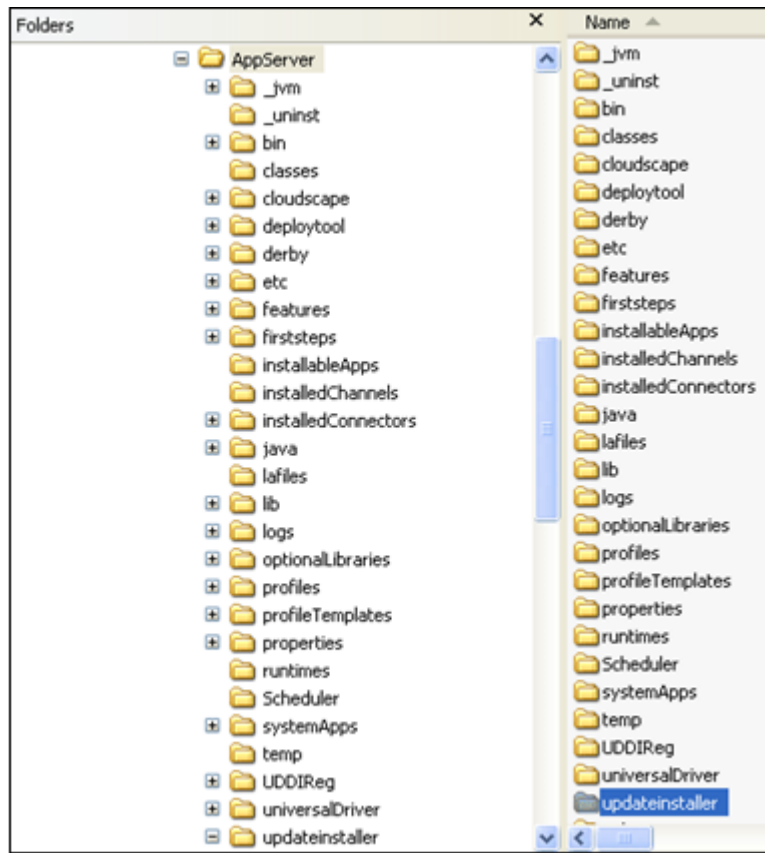 Folders
AppServer
_jvm
_uninst
bin
classes
cloudscape
deploytool
derby
etc
features
firststeps
installableApps
installedChannels
installedConnectors
java
lafiles
lib
logs
optionalLibraries
profiles
profileTemplates
properties
runtimes
Scheduler
systemApps
temp
UDDIReg
universalDriver
updateinstaller
Name
_jvm
_uninst
bin
classes
cloudscape
deploytool
derby
etc
features
firststeps
installableApps
installedChannels
installedConnectors
java
lafiles
lib
logs
optionalLibraries
profiles
profileTemplates
properties
runtimes
Scheduler
systemApps
temp
UDDIReg
universalDriver
updateinstaller